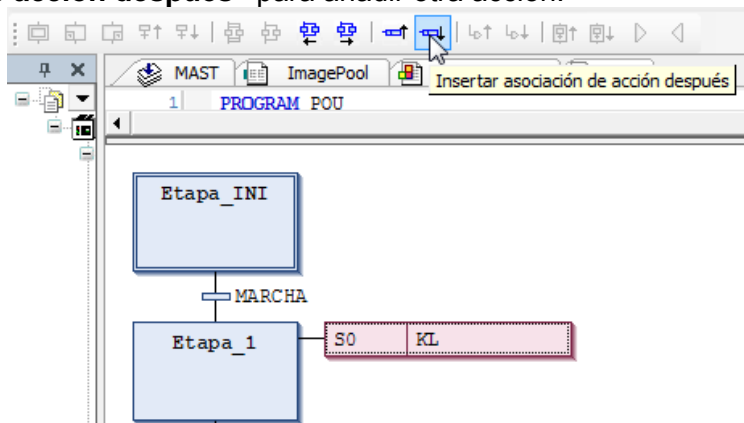 acción después" para añadir otra acción.
MAST ImagePool
Insertar asociación de acción después
1 PROGRAM POU
Etapa_INI
MARCHA
Etapa_1 S0 KL